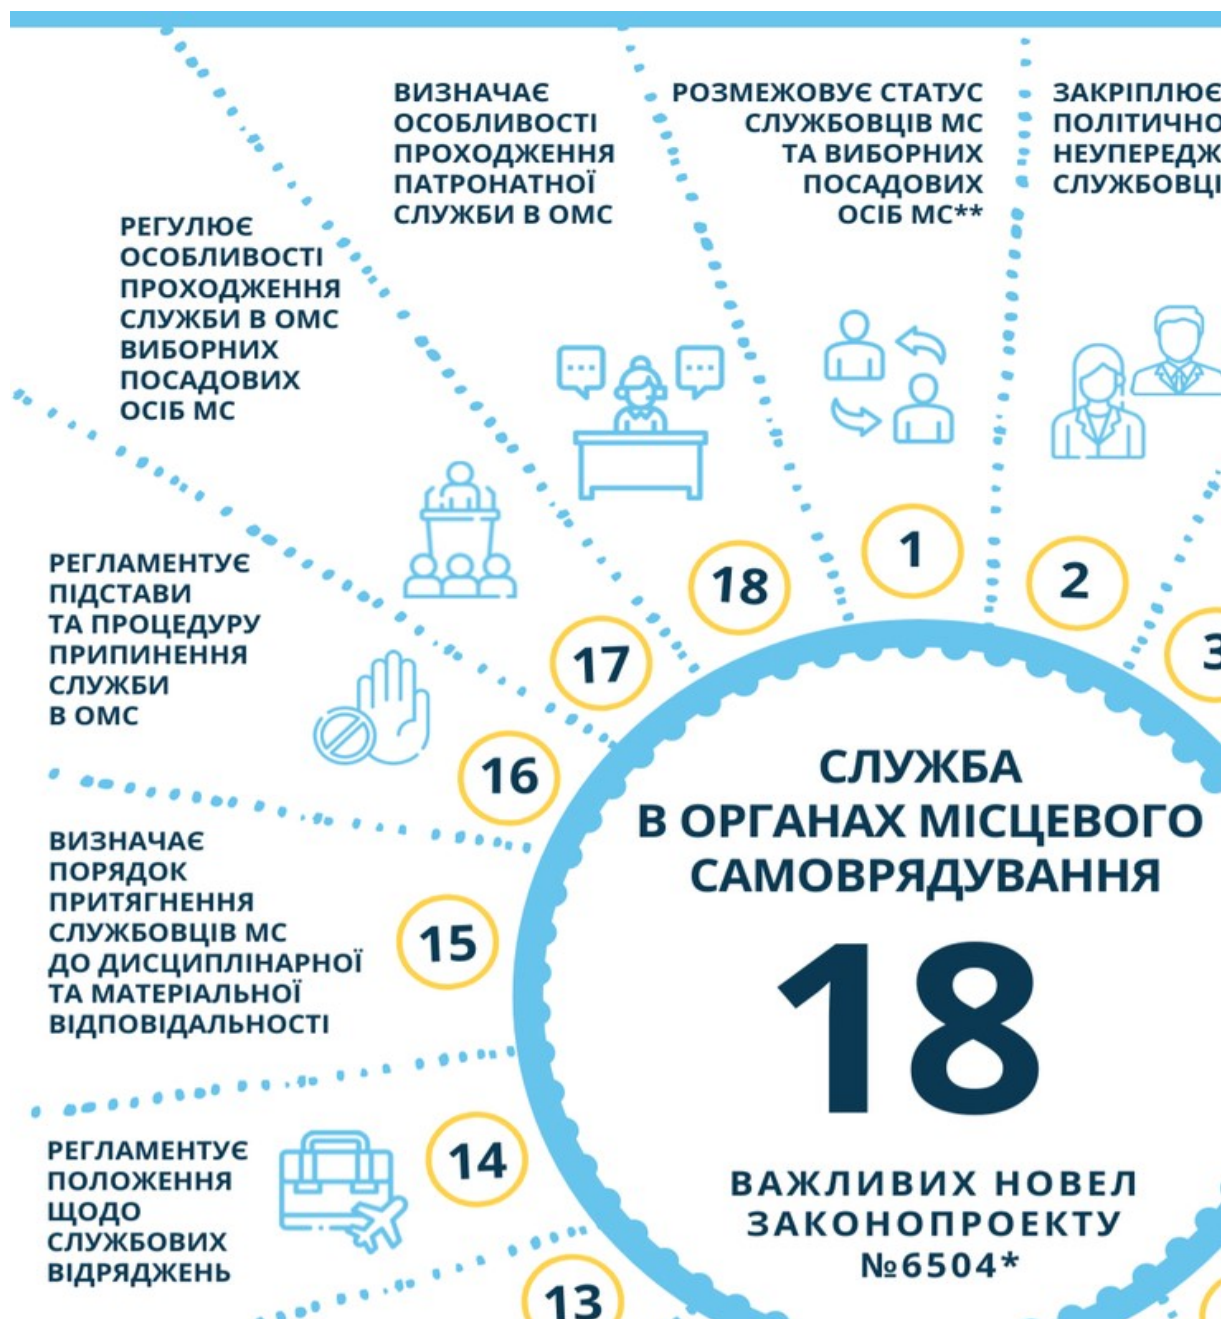 ВИЗНАЧАЄ
ОСОБЛИВОСТІ
ПРОХОДЖЕННЯ
ПАТРОНАТНОЇ
СЛУЖБИ В ОМС
РОЗМЕЖОВУЄ СТАТУС
СЛУЖБОВЦІВ МС
ТА ВИБОРНИХ
ПОСАДОВИХ
ОСІБ МС**
ЗАКРІПЛЮЄ
РЕГУЛЮЄ
ОСОБЛИВОСТІ
ПРОХОДЖЕННЯ
СЛУЖБИ В ОМС
ВИБОРНИХ
ПОСАДОВИХ
ОСІБ МС
1
2
18
17
3
РЕГЛАМЕНТУЄ
ПІДСТАВИ
ТА ПРОЦЕДУРУ
ПРИПИНЕННЯ
СЛУЖБИ
В ОМС
16
ВИЗНАЧАЄ
ПОРЯДОК
ПРИТЯГНЕННЯ
СЛУЖБОВЦІВ МС
ДО ДИСЦИПЛІНАРНОЇ
ТА МАТЕРІАЛЬНОЇ
ВІДПОВІДАЛЬНОСТІ
15
РЕГЛАМЕНТУЄ
ПОЛОЖЕННЯ
ЩОДО
СЛУЖБОВИХ
ВІДРЯДЖЕНЬ
14
13
СЛУЖБА
В ОРГАНАХ МІСЦЕВОГО
САМОВРЯДУВАННЯ
18
ВАЖЛИВИХ НОВЕЛ
ЗАКОНОПРОЕКТУ
№6504*